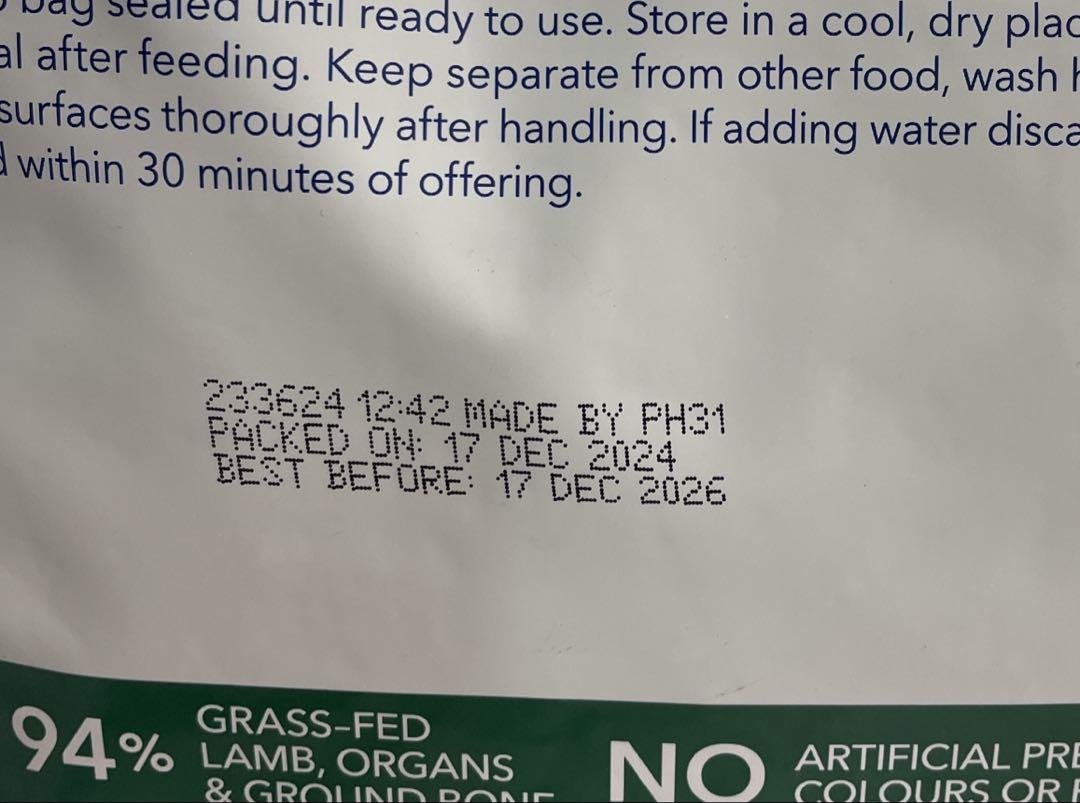 bag sealed until ready to use. Store in a cool, dry plac
al after feeding. Keep separate from other food, wash h
surfaces thoroughly after handling. If adding water disca
d within 30 minutes of offering.
233624 12:42 MADE BY PH31
PACKED ON: 17 DEC 2024
BEST BEFORE: 17 DEC 2026
94% GRASS-FED
LAMB, ORGANS
& GROUND BONE
NO ARTIFICIAL PRE
COLOURS OR